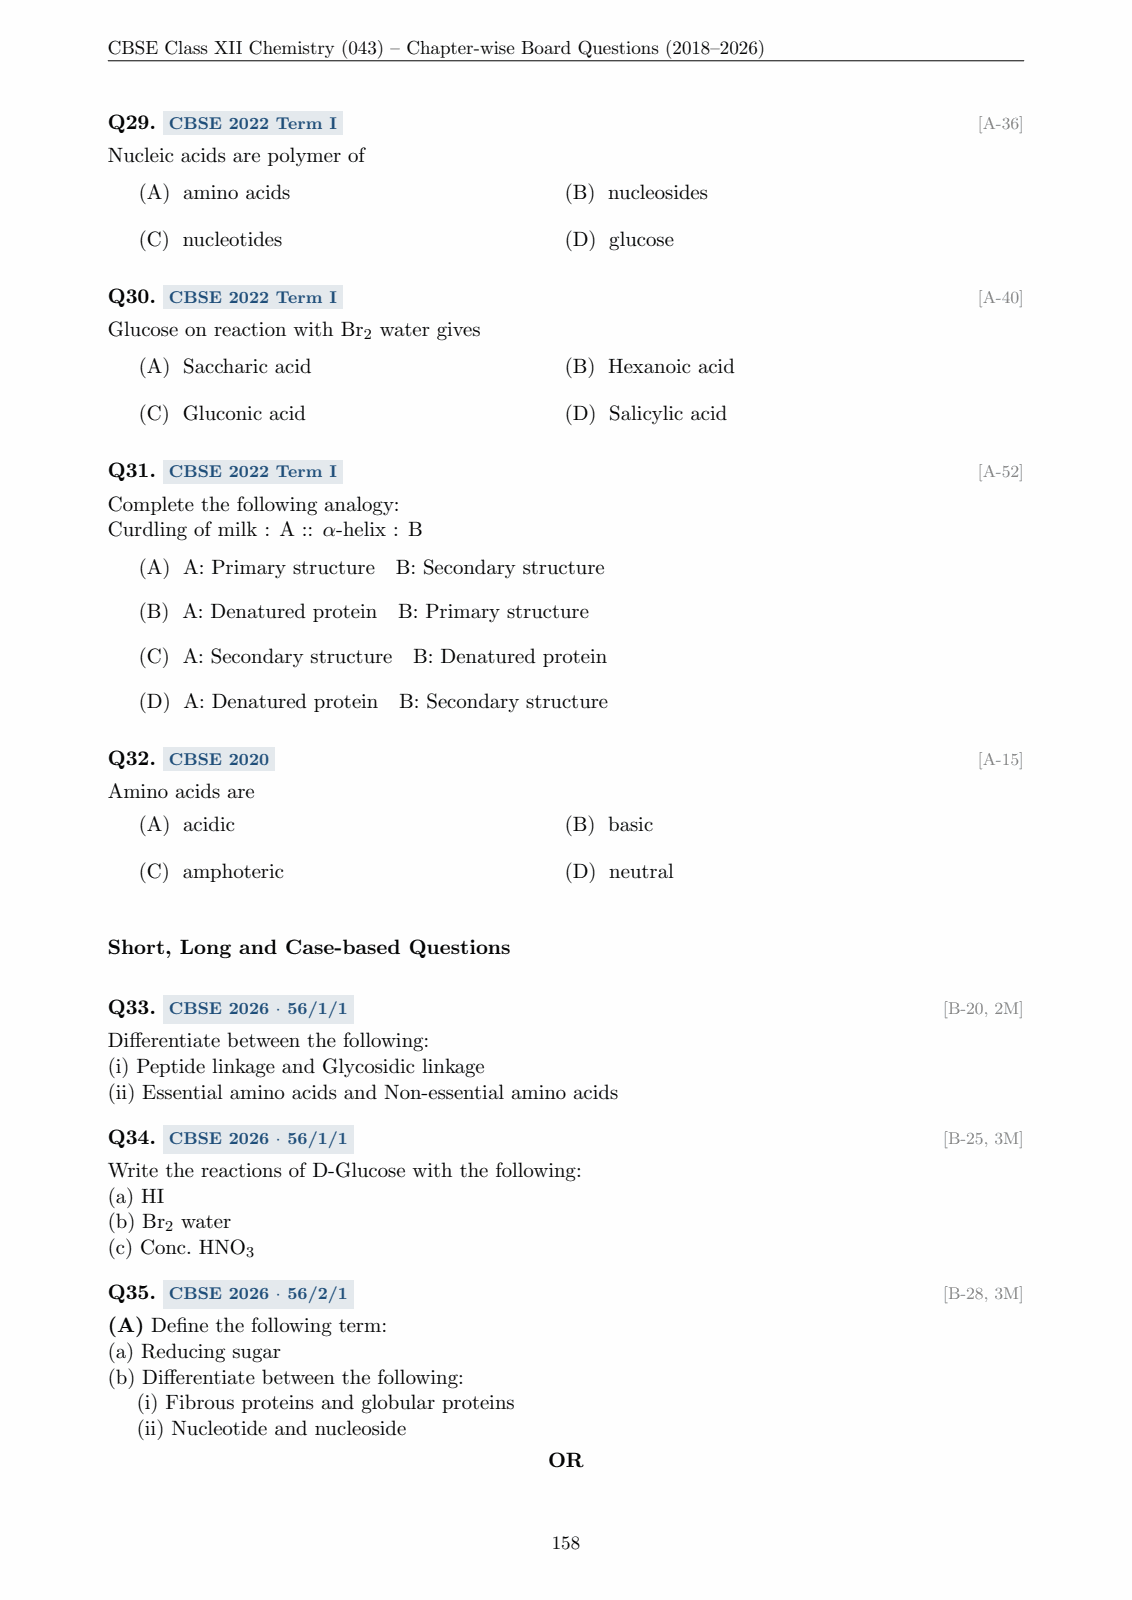 CBSE Class XII Chemistry (043) – Chapter-wise Board Questions (2018–2026)
Q29. CBSE 2022 Term I [A-36]
Nucleic acids are polymer of
(A) amino acids (B) nucleosides
(C) nucleotides (D) glucose
Q30. CBSE 2022 Term I [A-40]
Glucose on reaction with Br₂ water gives
(A) Saccharic acid (B) Hexanoic acid
(C) Gluconic acid (D) Salicylic acid
Q31. CBSE 2022 Term I [A-52]
Complete the following analogy:
Curdling of milk : A :: α-helix : B
(A) A: Primary structure B: Secondary structure
(B) A: Denatured protein B: Primary structure
(C) A: Secondary structure B: Denatured protein
(D) A: Denatured protein B: Secondary structure
Q32. CBSE 2020 [A-15]
Amino acids are
(A) acidic (B) basic
(C) amphoteric (D) neutral
Short, Long and Case-based Questions
Q33. CBSE 2026 · 56/1/1 [B-20, 2M]
Differentiate between the following:
(i) Peptide linkage and Glycosidic linkage
(ii) Essential amino acids and Non-essential amino acids
Q34. CBSE 2026 · 56/1/1 [B-25, 3M]
Write the reactions of D-Glucose with the following:
(a) HI
(b) Br₂ water
(c) Conc. HNO₃
Q35. CBSE 2026 · 56/2/1 [B-28, 3M]
(A) Define the following term:
(a) Reducing sugar
(b) Differentiate between the following:
(i) Fibrous proteins and globular proteins
(ii) Nucleotide and nucleoside
OR
158